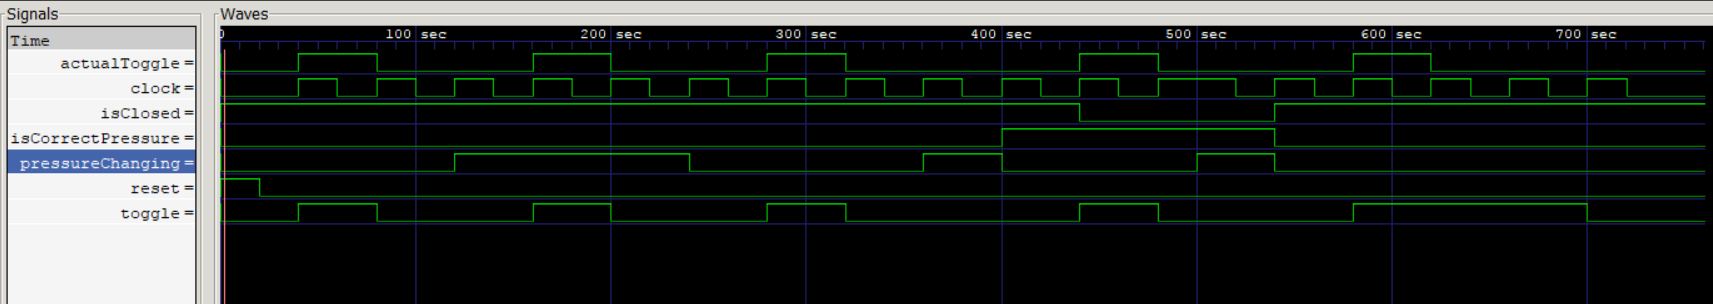 Signals
Waves
Time
0 100 sec 200 sec 300 sec 400 sec 500 sec 600 sec 700 sec
actualToggle =
clock =
isClosed =
isCorrectPressure =
pressureChanging =
reset =
toggle =